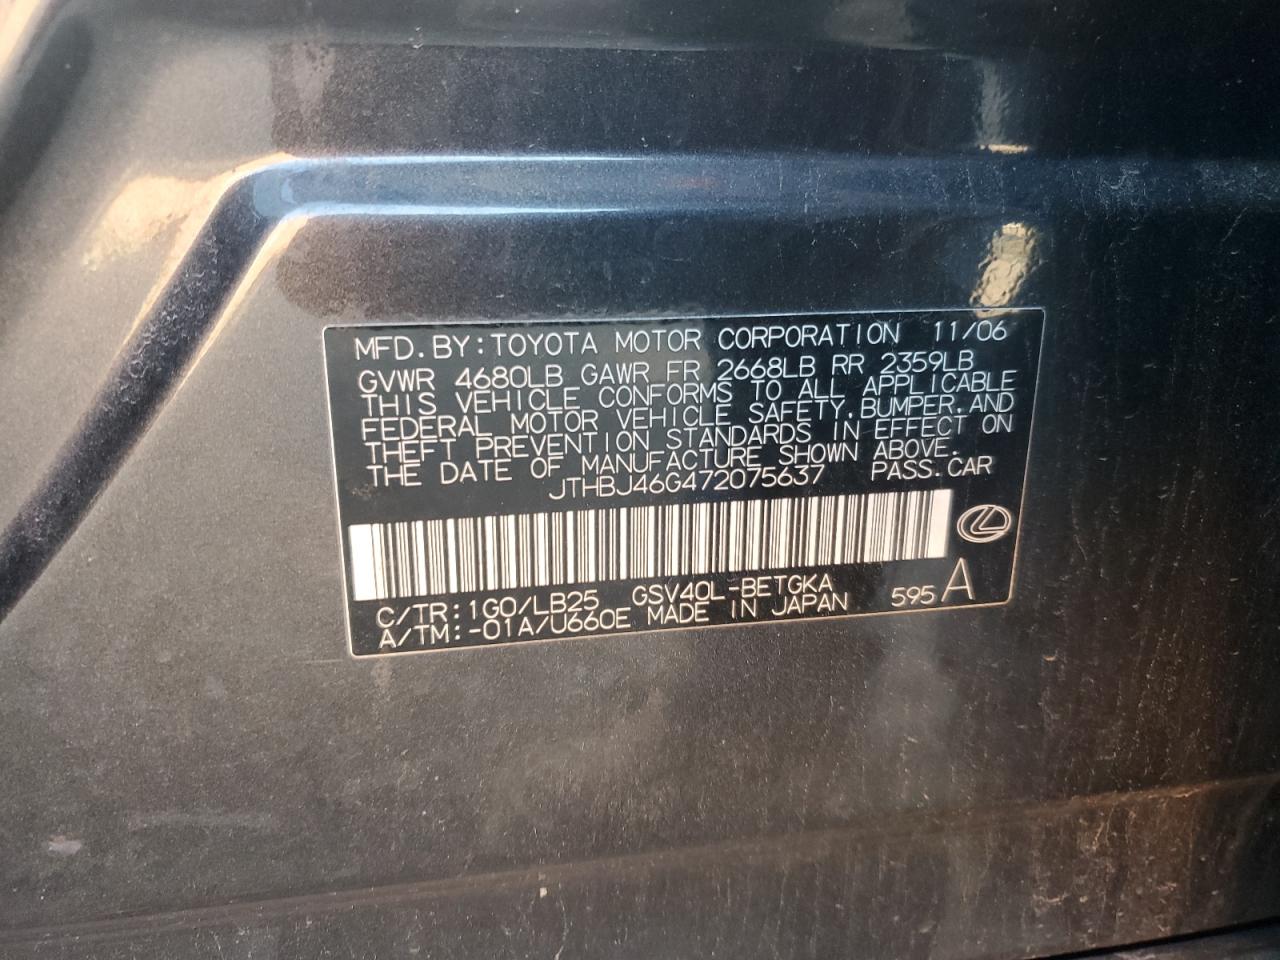 MFD. BY: TOYOTA MOTOR CORPORATION 11/06
GVWR 4680LB GAWR FR 2668LB RR 2359LB
THIS VEHICLE CONFORMS TO ALL APPLICABLE
FEDERAL MOTOR VEHICLE SAFETY, BUMPER, AND
THEFT PREVENTION STANDARDS IN EFFECT ON
THE DATE OF MANUFACTURE SHOWN ABOVE.
JTHBJ46G472075637 PASS. CAR
C/TR: 1G0/LB25 GSV40L-BETGKA
A/TM: -01A/U660E MADE IN JAPAN 595 A